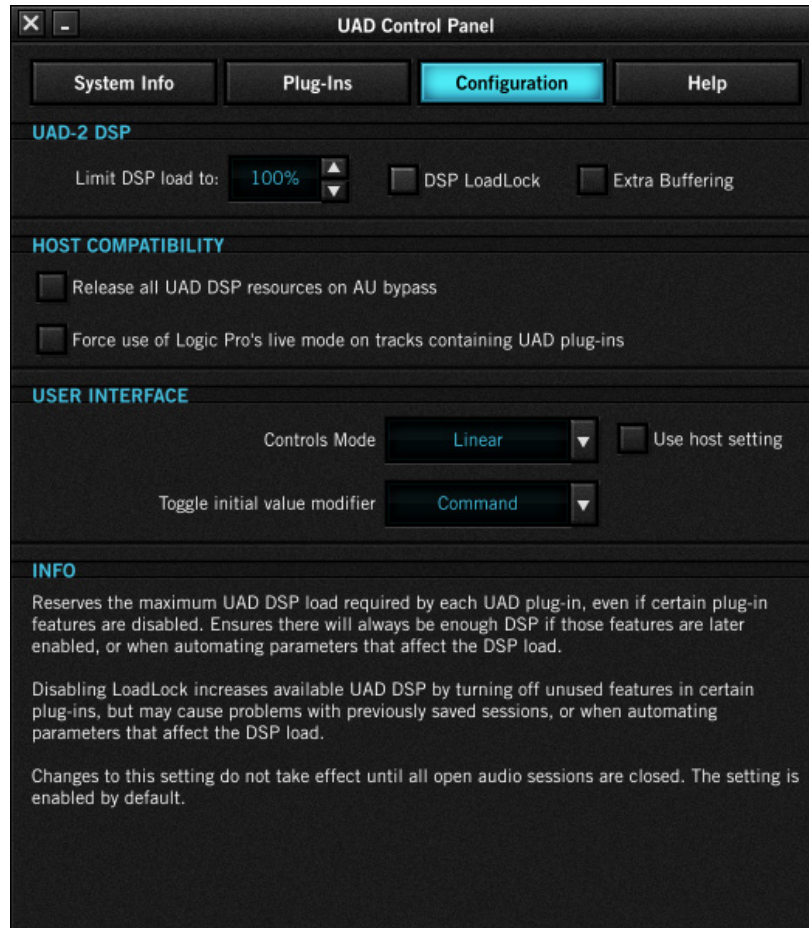 UAD Control Panel
System Info
Plug-Ins
Configuration
Help
UAD-2 DSP
Limit DSP load to:
100%
DSP LoadLock
Extra Buffering
HOST COMPATIBILITY
Release all UAD DSP resources on AU bypass
Force use of Logic Pro's live mode on tracks containing UAD plug-ins
USER INTERFACE
Controls Mode
Linear
Use host setting
Toggle initial value modifier
Command
INFO
Reserves the maximum UAD DSP load required by each UAD plug-in, even if certain plug-in
features are disabled. Ensures there will always be enough DSP if those features are later
enabled, or when automating parameters that affect the DSP load.
Disabling LoadLock increases available UAD DSP by turning off unused features in certain
plug-ins, but may cause problems with previously saved sessions, or when automating
parameters that affect the DSP load.
Changes to this setting do not take effect until all open audio sessions are closed. The setting is
enabled by default.